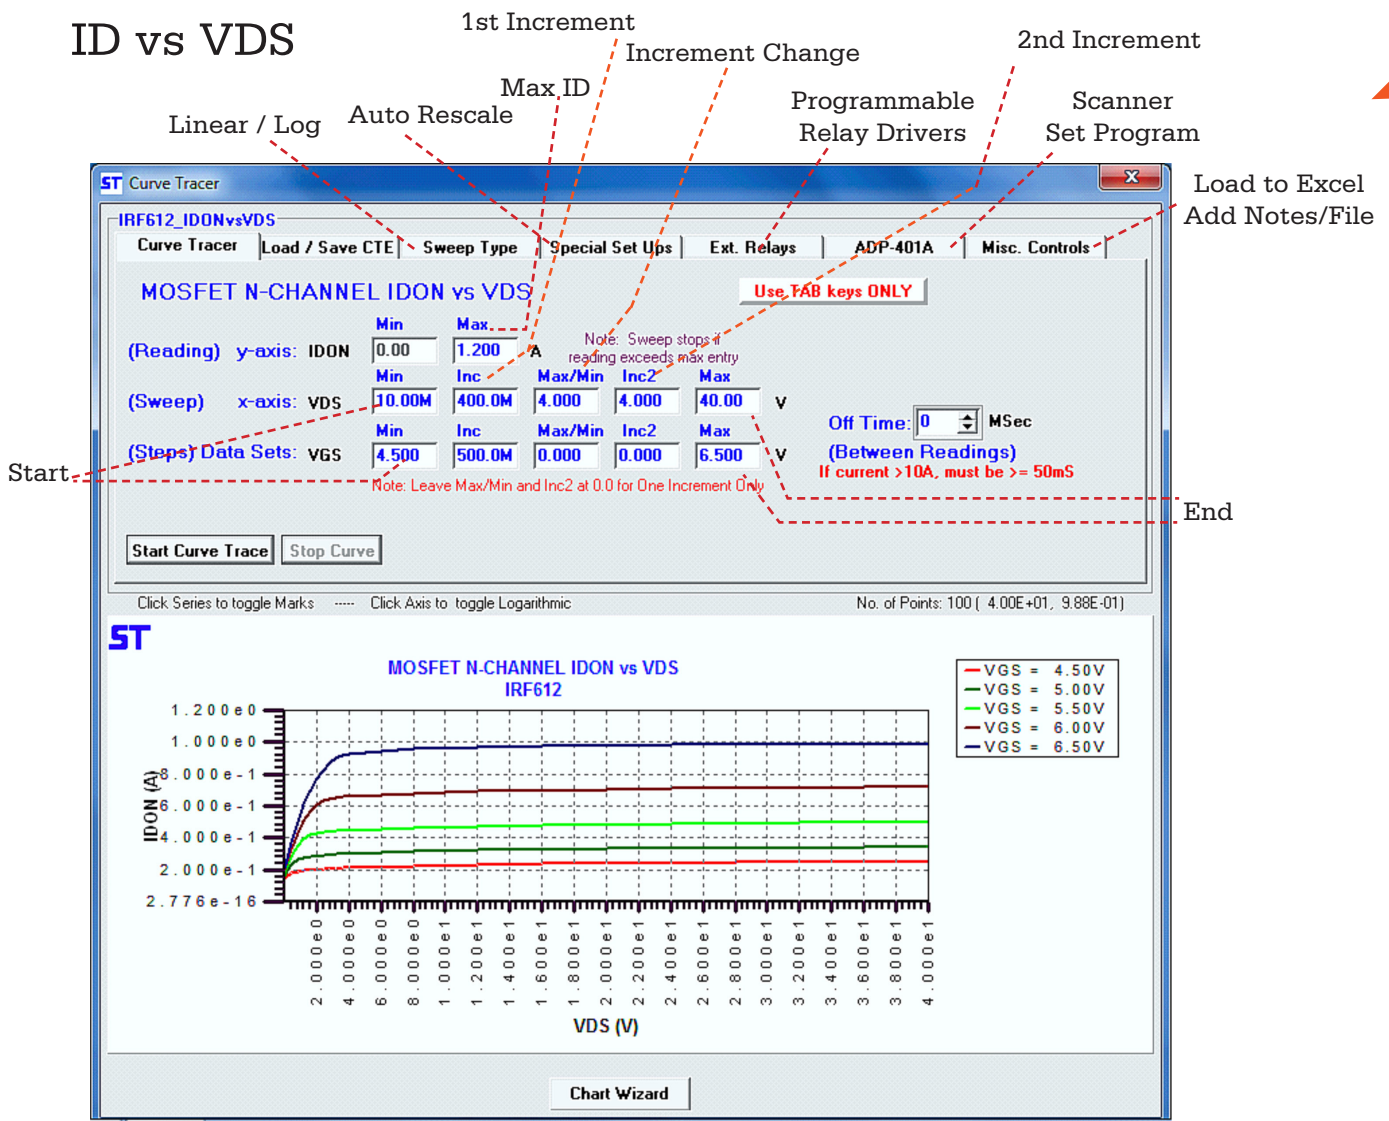 ID vs VDS
1st Increment
Increment Change
2nd Increment
Max ID
Auto Rescale
Linear / Log
Programmable
Relay Drivers
Scanner
Set Program
Load to Excel
Add Notes/File
ST Curve Tracer
IRF612_IDONvsVDS
Curve Tracer Load / Save CTE Sweep Type Special Set Ups Ext. Relays ADP-401A Misc. Controls
MOSFET N-CHANNEL IDON vs VDS
Use TAB keys ONLY
Min Max
(Reading) y-axis: IDON 0.00 1.200 A
Note: Sweep stops if
reading exceeds max entry
Min Inc Max/Min Inc2 Max
(Sweep) x-axis: VDS 10.00M 400.0M 4.000 4.000 40.00 V
Min Inc Max/Min Inc2 Max
(Steps) Data Sets: VGS 4.500 500.0M 0.000 0.000 6.500 V
Note: Leave Max/Min and Inc2 at 0.0 for One Increment Only
Off Time: 0 MSec
(Between Readings)
If current >10A, must be >= 50mS
Start
End
Start Curve Trace Stop Curve
Click Series to toggle Marks ----- Click Axis to toggle Logarithmic
No. of Points: 100 ( 4.00E+01, 9.88E-01)
ST
MOSFET N-CHANNEL IDON vs VDS
IRF612
VGS = 4.50V
VGS = 5.00V
VGS = 5.50V
VGS = 6.00V
VGS = 6.50V
1.200e0
1.000e0
8.000e-1
6.000e-1
4.000e-1
2.000e-1
2.776e-16
IDON (A)
2.000e0 4.000e0 6.000e0 8.000e0 1.000e1 1.200e1 1.400e1 1.600e1 1.800e1 2.000e1 2.200e1 2.400e1 2.600e1 2.800e1 3.000e1 3.200e1 3.400e1 3.600e1 3.800e1 4.000e1
VDS (V)
Chart Wizard